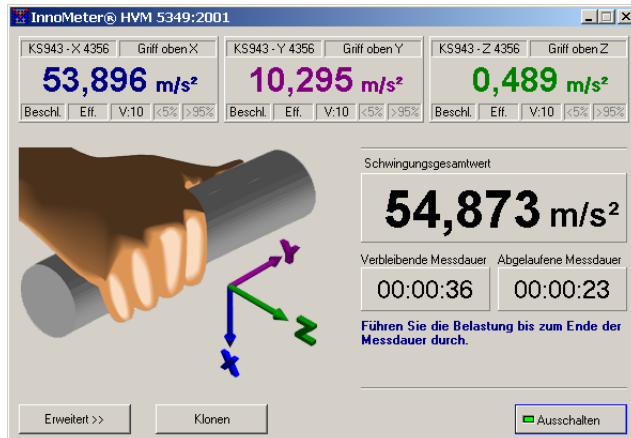 InnoMeter® HVM 5349:2001
KS943 - X 4356 Griff oben X
53,896 m/s²
Beschl. Eff. V:10 <5% >95%
KS943 - Y 4356 Griff oben Y
10,295 m/s²
Beschl. Eff. V:10 <5% >95%
KS943 - Z 4356 Griff oben Z
0,489 m/s²
Beschl. Eff. V:10 <5% >95%
Y
Z
X
Schwingungsgesamtwert
54,873 m/s²
Verbleibende Messdauer Abgelaufene Messdauer
00:00:36 00:00:23
Führen Sie die Belastung bis zum Ende der
Messdauer durch.
Erweitert >> Klonen Ausschalten